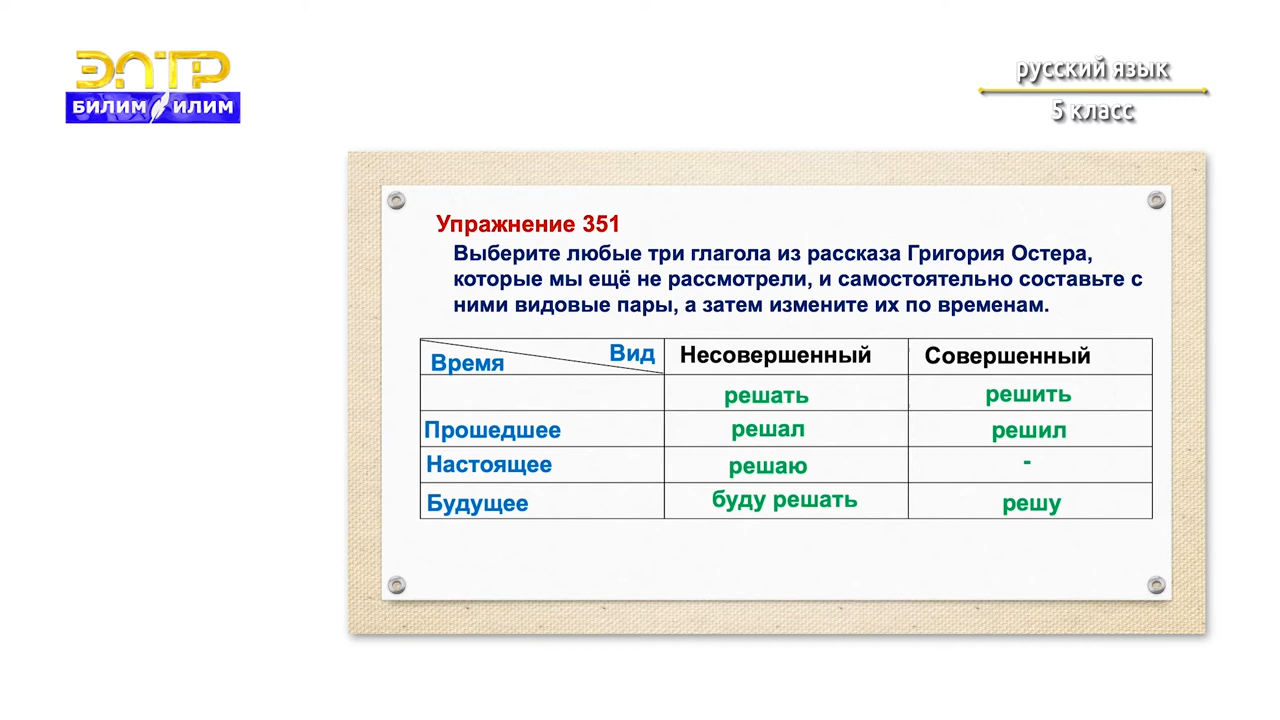 ЭЛТР
БИЛИМ ИЛИМ
русский язык
5 класс
Упражнение 351
Выберите любые три глагола из рассказа Григория Остера,
которые мы ещё не рассмотрели, и самостоятельно составьте с
ними видовые пары, а затем измените их по временам.
Время Вид Несовершенный Совершенный
решать решить
Прошедшее решал решил
Настоящее решаю -
Будущее буду решать решу